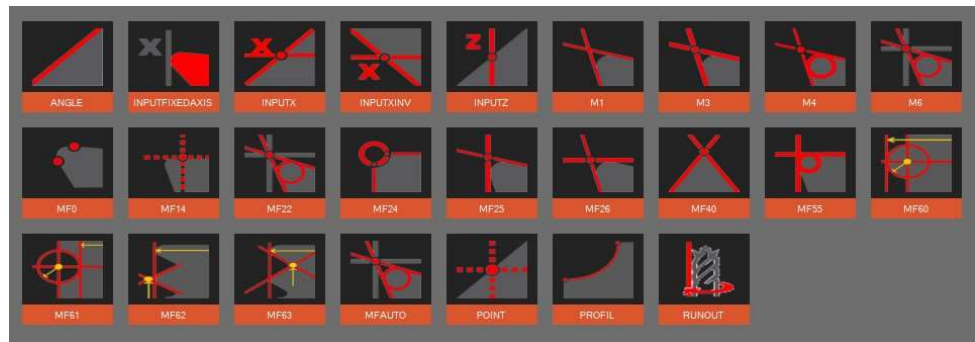 X
X
X
Z
ANGLE INPUTFIXEDAXIS INPUTX INPUTXINV INPUTZ M1 M3 M4 M6
MF0 MF14 MF22 MF24 MF25 MF26 MF40 MF55 MF60
MF61 MF62 MF63 MFAUTO POINT PROFIL RUNOUT